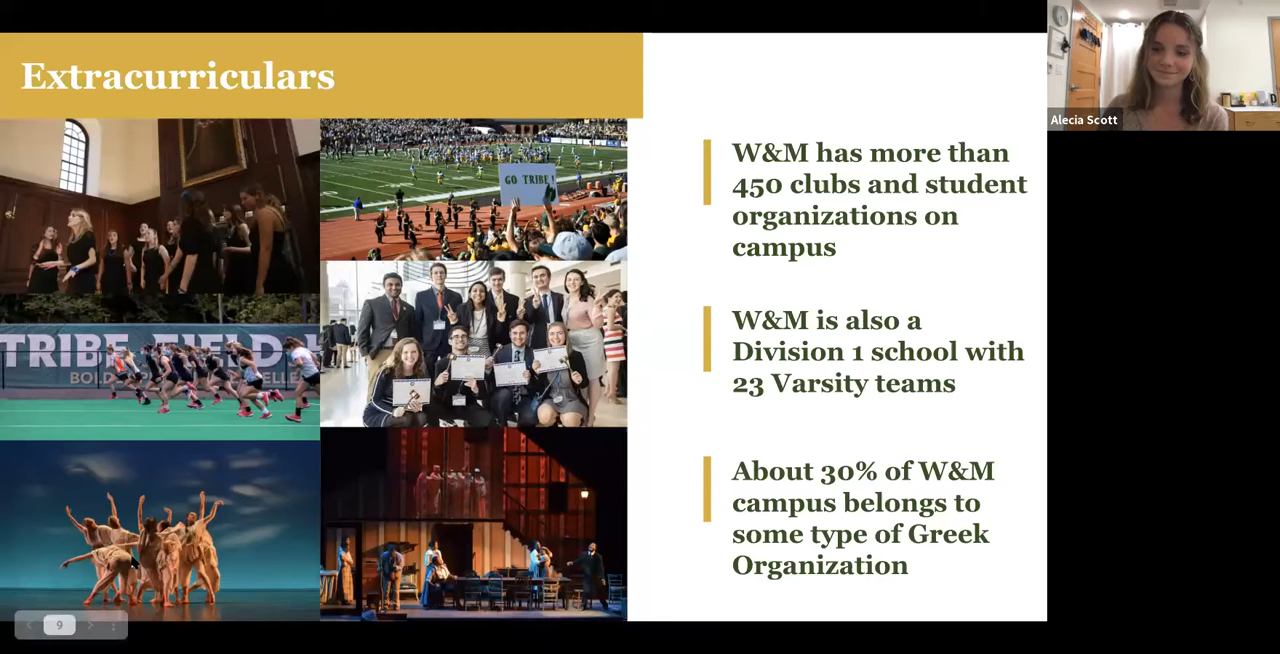 Extracurriculars
GO TRIBE!
TRIBE FIELD H
W&M has more than
450 clubs and student
organizations on
campus
W&M is also a
Division 1 school with
23 Varsity teams
About 30% of W&M
campus belongs to
some type of Greek
Organization
Alecia Scott
9